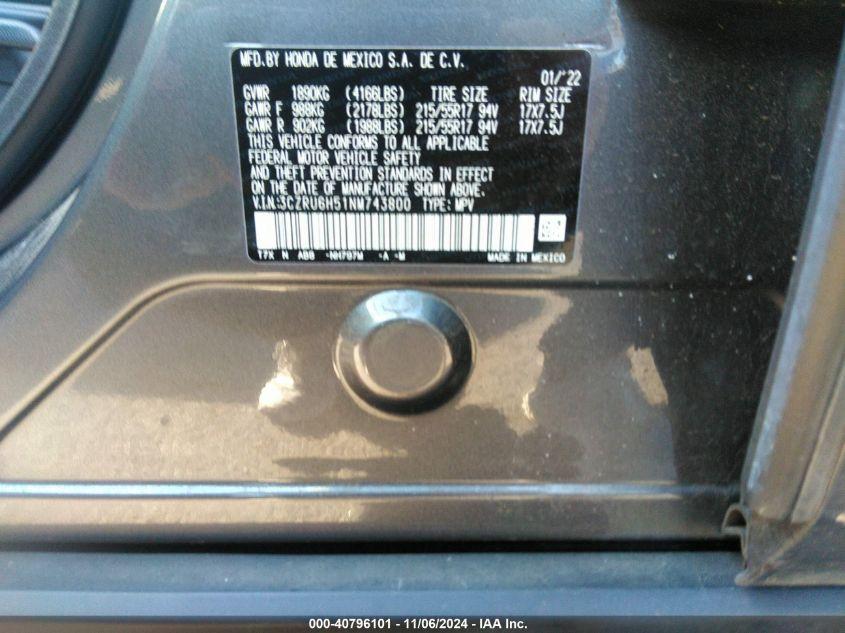 MFD.BY HONDA DE MEXICO S.A. DE C.V.
01/'22
GVWR 1890KG (4166LBS) TIRE SIZE RIM SIZE
GAWR F 988KG (2178LBS) 215/55R17 94V 17X7.5J
GAWR R 902KG (1988LBS) 215/55R17 94V 17X7.5J
THIS VEHICLE CONFORMS TO ALL APPLICABLE
FEDERAL MOTOR VEHICLE SAFETY
AND THEFT PREVENTION STANDARDS IN EFFECT
ON THE DATE OF MANUFACTURE SHOWN ABOVE.
V.I.N:3CZRU6H51NM743800 TYPE: MPV
T7X N AB8 -NH797M -A -M MADE IN MEXICO
000-40796101 - 11/06/2024 - IAA Inc.